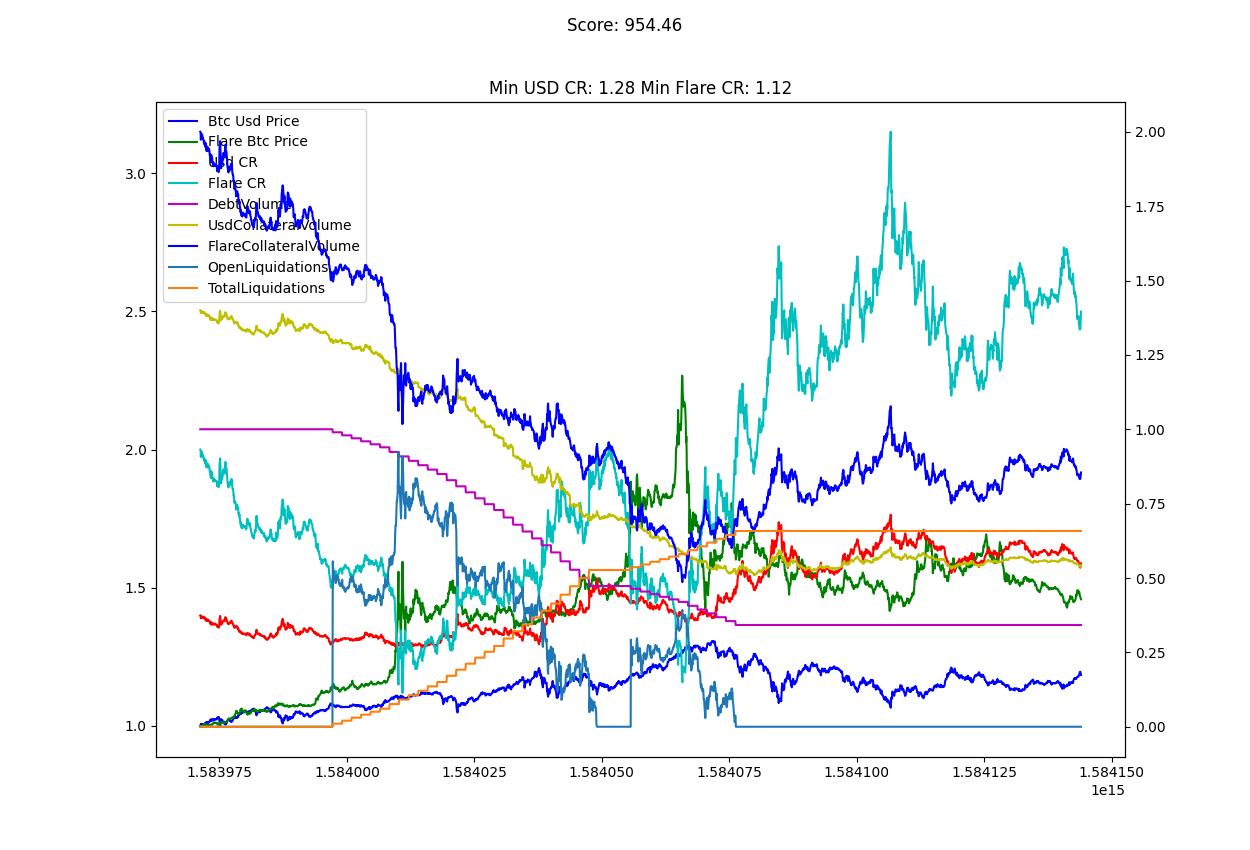 Score: 954.46
Min USD CR: 1.28 Min Flare CR: 1.12
Btc Usd Price
Flare Btc Price
Usd CR
Flare CR
DebtVolume
UsdCollateralVolume
FlareCollateralVolume
OpenLiquidations
TotalLiquidations
3.0
2.5
2.0
1.5
1.0
2.00
1.75
1.50
1.25
1.00
0.75
0.50
0.25
0.00
1.583975
1.584000
1.584025
1.584050
1.584075
1.584100
1.584125
1.584150
1e15